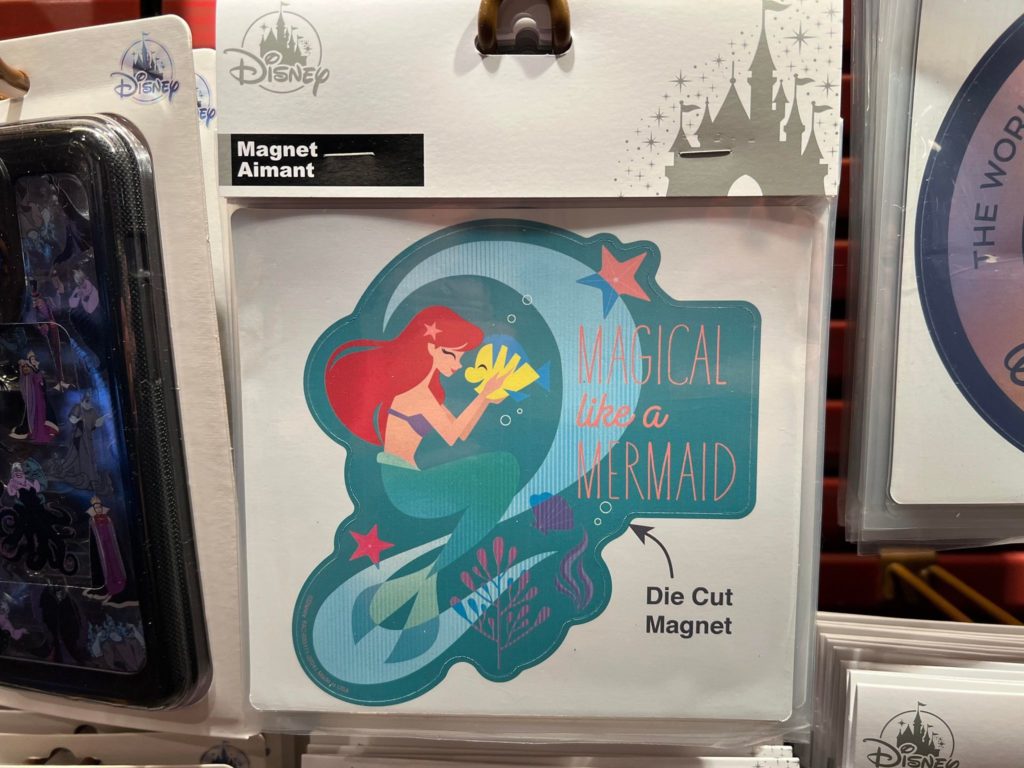 Disney
Disney
Magnet
Aimant
MAGICAL
like a
MERMAID
Die Cut
Magnet
THE WOR
Disney